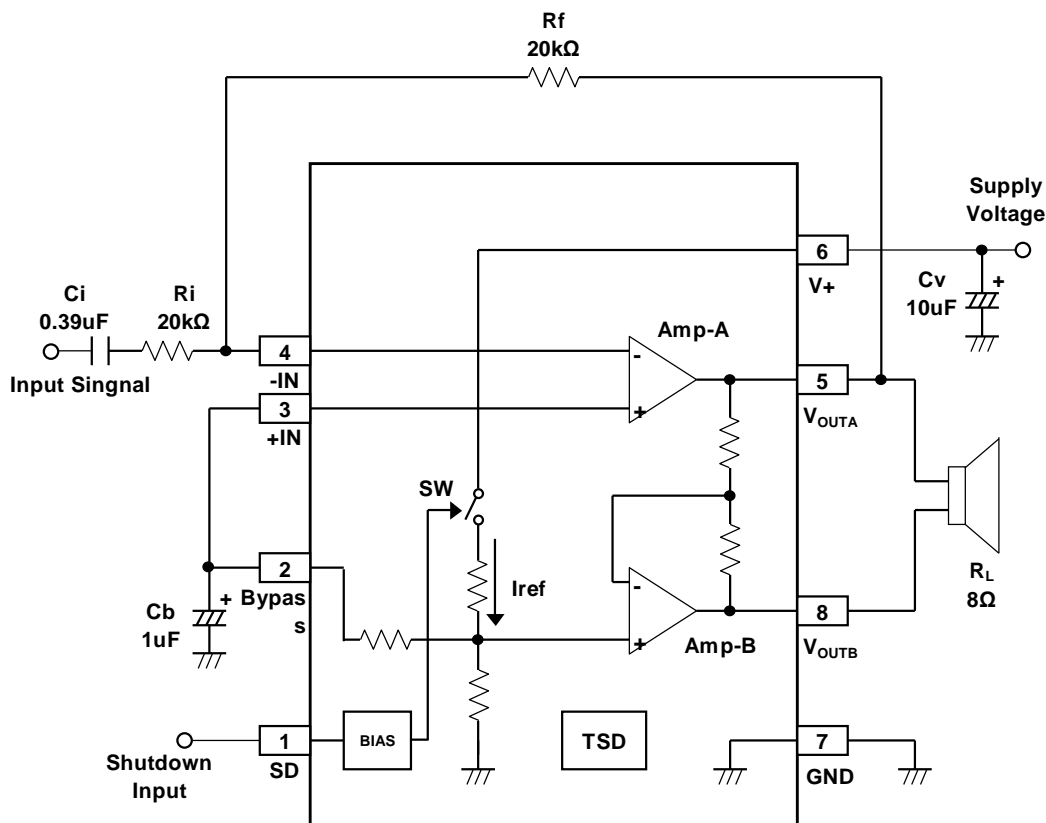 Rf
20kΩ
Supply
Voltage
6
V+
Cv
10uF
+
Ci
0.39uF
Ri
20kΩ
Input Singnal
4
-IN
3
+IN
Amp-A
-
+
5
VOUTA
SW
Iref
2
Bypas
s
Cb
1uF
+
-
+
Amp-B
8
VOUTB
RL
8Ω
1
SD
Shutdown
Input
BIAS
TSD
7
GND